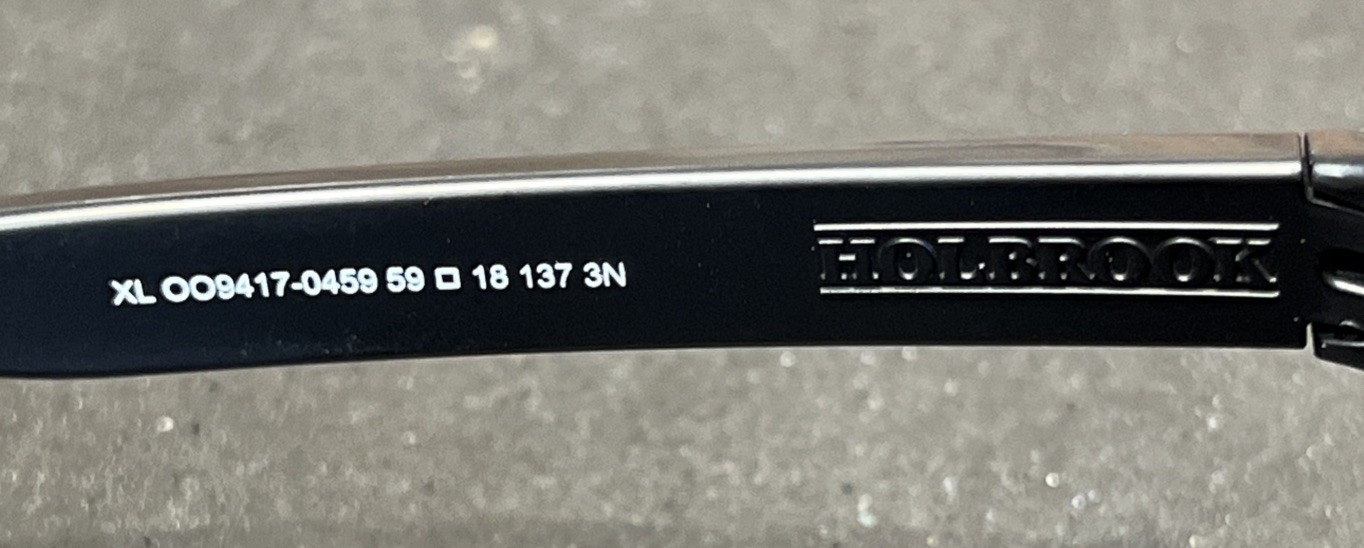 XL OO9417-0459 59 □ 18 137 3N
HOLBROOK